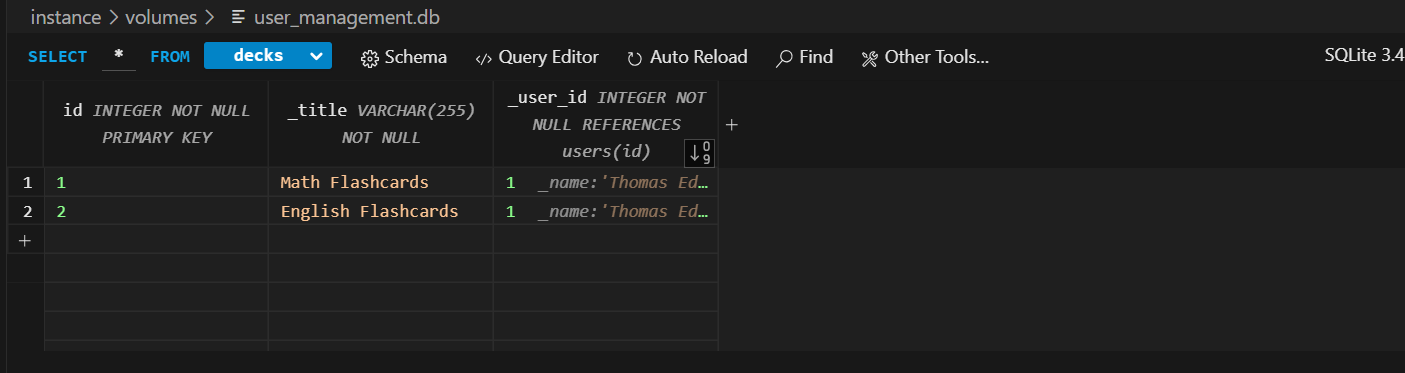 instance > volumes > user_management.db
SELECT * FROM decks Schema Query Editor Auto Reload Find Other Tools... SQLite 3.4
id INTEGER NOT NULL PRIMARY KEY
_title VARCHAR(255) NOT NULL
_user_id INTEGER NOT NULL REFERENCES users(id)
+
1 1 Math Flashcards 1 _name:'Thomas Ed…
2 2 English Flashcards 1 _name:'Thomas Ed…
+